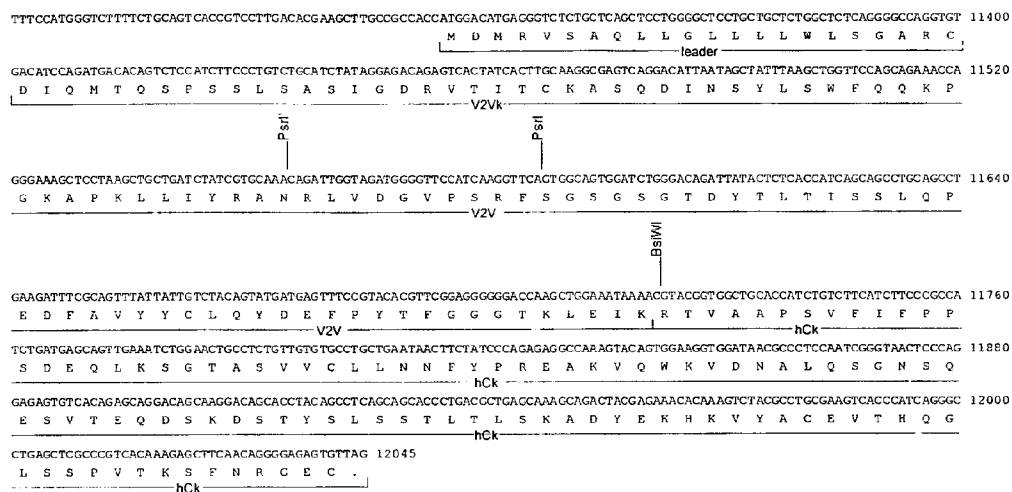 TTTCCATGGGTCTTTTCTGCAGTCACCGTCCTTGACACGAAGCTTGCCGCCACCATGGACATGAGGGTCTCTGCTCAGCTCCTGGGGCTCCTGCTGCTCTGGCTCTCAGGGGCCAGGTGT 11400
M D M R V S A Q L L G L L L L W L S G A R C
leader
GACATCCAGATGACACAGTCTCCATCTTCCCTGTCTGCATCTATAGGAGACAGAGTCACTATCACTTGCAAGGCGAGTCAGGACATTAATAGCTATTTAAGCTGGTTCCAGCAGAAACCA 11520
D I Q M T Q S P S S L S A S I G D R V T I T C K A S Q D I N S Y L S W F Q Q K P
V2Vk
PsrI' PsrI
GGGAAAGCTCCTAAGCTGCTGATCTATCGTGCAAACAGATTGGTAGATGGGGTTCCATCAAGGTTCAGTGGCAGTGGATCTGGGACAGATTATACTCTCACCATCAGCAGCCTGCAGCCT 11640
G K A P K L L I Y R A N R L V D G V P S R F S G S G S G T D Y T L T I S S L Q P
V2V
BsiWI
GAAGATTTCGCAGTTTATTATTGTCTACAGTATGATGAGTTTCCGTACACGTTCGGAGGGGGGACCAAGCTGGAAATAAAACGTACGGTGGCTGCACCATCTGTCTTCATCTTCCCGCCA 11760
E D F A V Y Y C L Q Y D E F P Y T F G G G T K L E I K R T V A A P S V F I F P P
V2V hCk
TCTGATGAGCAGTTGAAATCTGGAACTGCCTCTGTTGTGTGCCTGCTGAATAACTTCTATCCCAGAGAGGCCAAAGTACAGTGGAAGGTGGATAACGCCCTCCAATCGGGTAACTCCCAG 11880
S D E Q L K S G T A S V V C L L N N F Y P R E A K V Q W K V D N A L Q S G N S Q
hCk
GAGAGTGTCACAGAGCAGGACAGCAAGGACAGCACCTACAGCCTCAGCAGCACCCTGACGCTGAGCAAAGCAGACTACGAGAAACACAAAGTCTACGCCTGCGAAGTCACCCATCAGGGC 12000
E S V T E Q D S K D S T Y S L S S T L T L S K A D Y E K H K V Y A C E V T H Q G
hCk
CTGAGCTCGCCCGTCACAAAGAGCTTCAACAGGGGAGAGTGTTAG 12045
L S S P V T K S F N R G E C .
hCk